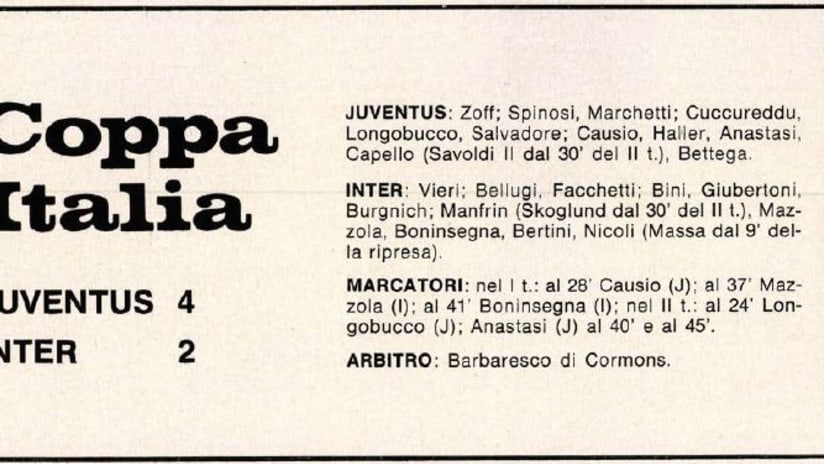 Coppa
Italia
JUVENTUS 4
INTER 2
JUVENTUS: Zoff; Spinosi, Marchetti; Cuccureddu,
Longobucco, Salvadore; Causio, Haller, Anastasi,
Capello (Savoldi II dal 30' del II t.), Bettega.
INTER: Vieri; Bellugi, Facchetti; Bini, Giubertoni,
Burgnich; Manfrin (Skoglund dal 30' del II t.), Maz-
zola, Boninsegna, Bertini, Nicoli (Massa dal 9' del-
la ripresa).
MARCATORI: nel I t.: al 28' Causio (J); al 37' Maz-
zola (I); al 41' Boninsegna (I); nel II t.: al 24' Lon-
gobucco (J); Anastasi (J) al 40' e al 45'.
ARBITRO: Barbaresco di Cormons.